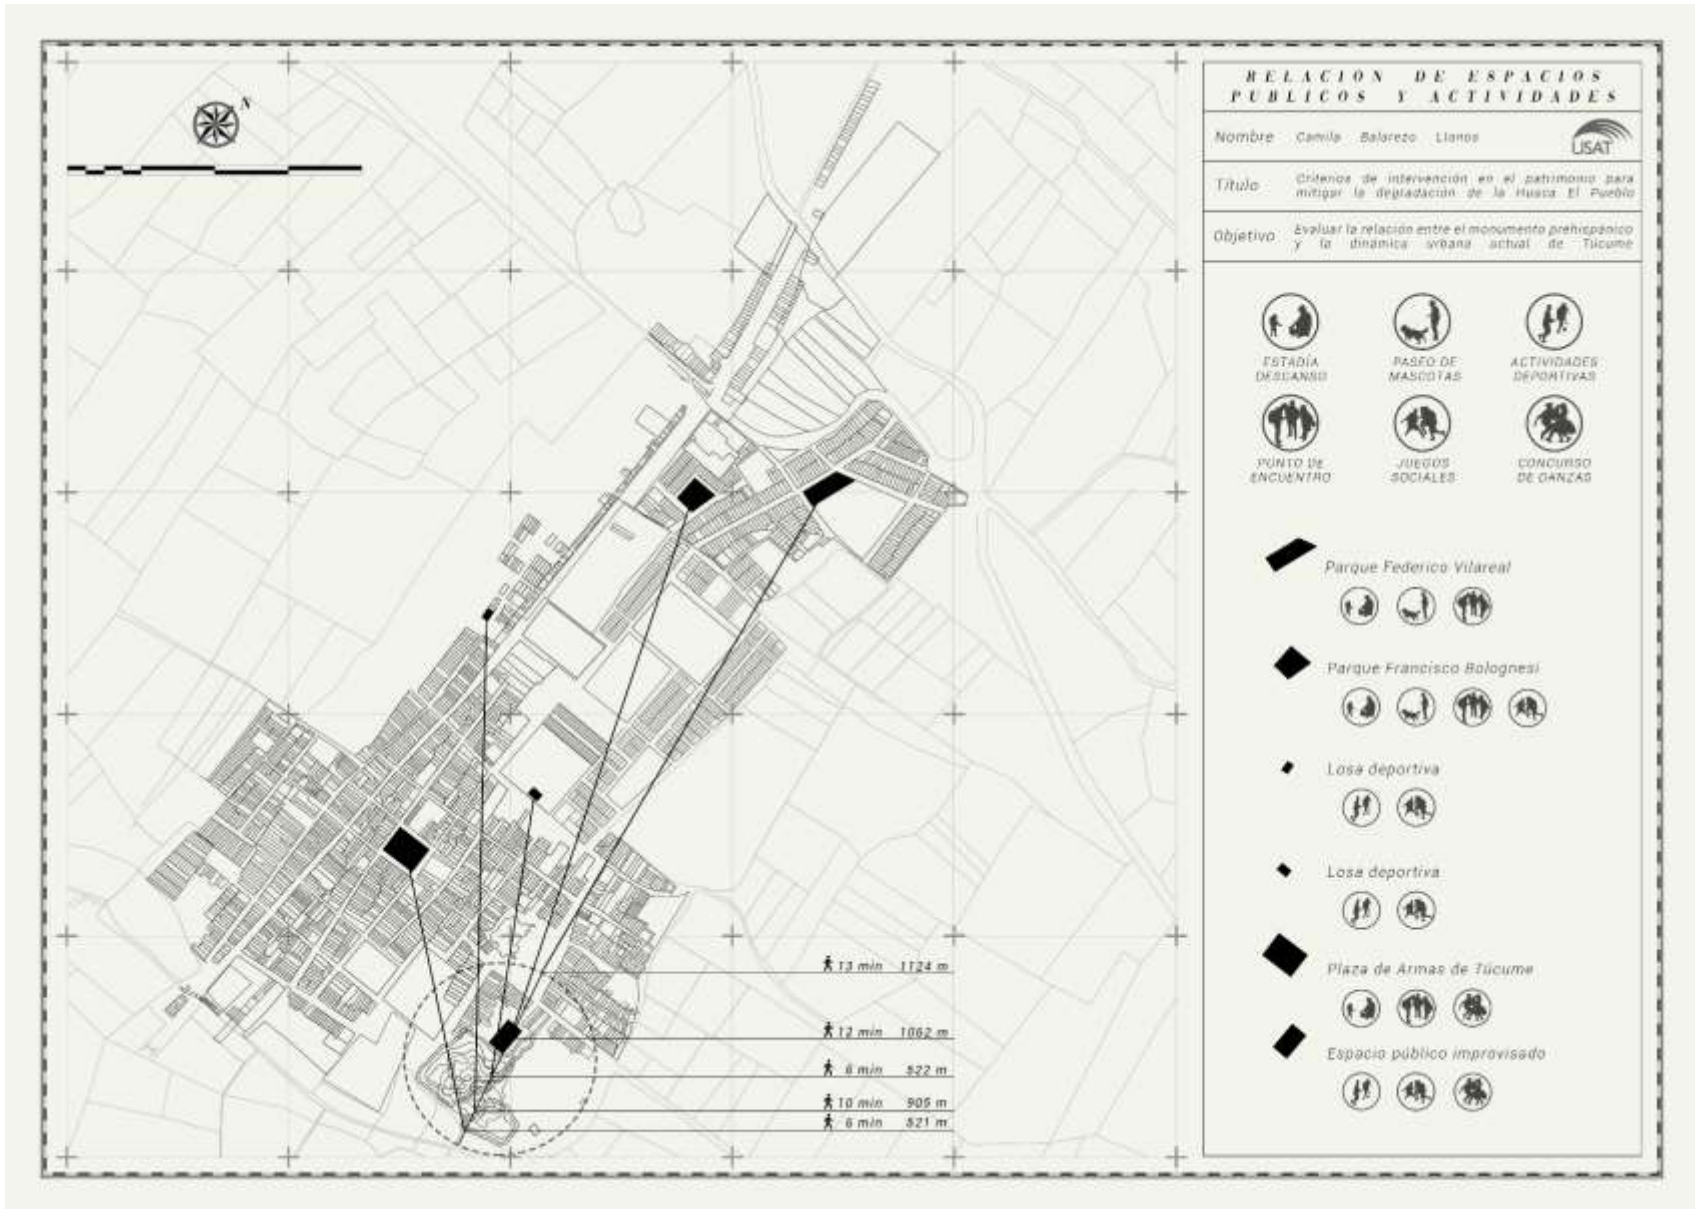 N
RELACIÓN DE ESPACIOS
PÚBLICOS Y ACTIVIDADES
Nombre Camila Balarezo Llanos
USAT
Título Criterios de intervención en el patrimonio para
mitigar la degradación de la Huaca El Pueblo
Objetivo Evaluar la relación entre el monumento prehispánico
y la dinámica urbana actual de Túcume
ESTADÍA
DESCANSO
PASEO DE
MASCOTAS
ACTIVIDADES
DEPORTIVAS
PUNTO DE
ENCUENTRO
JUEGOS
SOCIALES
CONCURSO
DE DANZAS
Parque Federico Vilareal
Parque Francisco Bolognesi
Losa deportiva
Losa deportiva
Plaza de Armas de Túcume
Espacio público improvisado
13 min 1124 m
12 min 1062 m
6 min 522 m
10 min 905 m
6 min 521 m